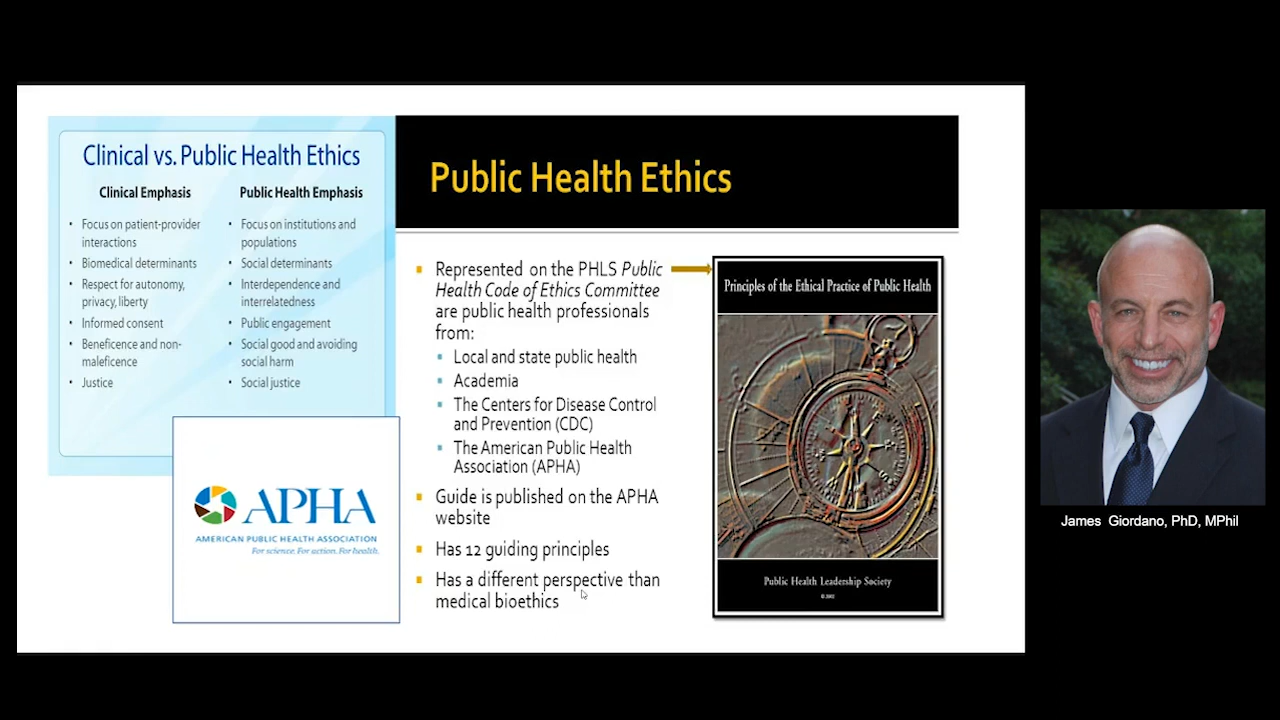 Clinical vs. Public Health Ethics
Clinical Emphasis
• Focus on patient-provider
interactions
• Biomedical determinants
• Respect for autonomy,
privacy, liberty
• Informed consent
• Beneficence and non-
maleficence
• Justice
Public Health Emphasis
• Focus on institutions and
populations
• Social determinants
• Interdependence and
interrelatedness
• Public engagement
• Social good and avoiding
social harm
• Social justice
APHA
AMERICAN PUBLIC HEALTH ASSOCIATION
For science. For action. For health.
Public Health Ethics
Represented on the PHLS Public
Health Code of Ethics Committee
are public health professionals
from:
Local and state public health
Academia
The Centers for Disease Control
and Prevention (CDC)
The American Public Health
Association (APHA)
Guide is published on the APHA
website
Has 12 guiding principles
Has a different perspective than
medical bioethics
Principles of the Ethical Practice of Public Health
Public Health Leadership Society
© 2002
James Giordano, PhD, MPhil